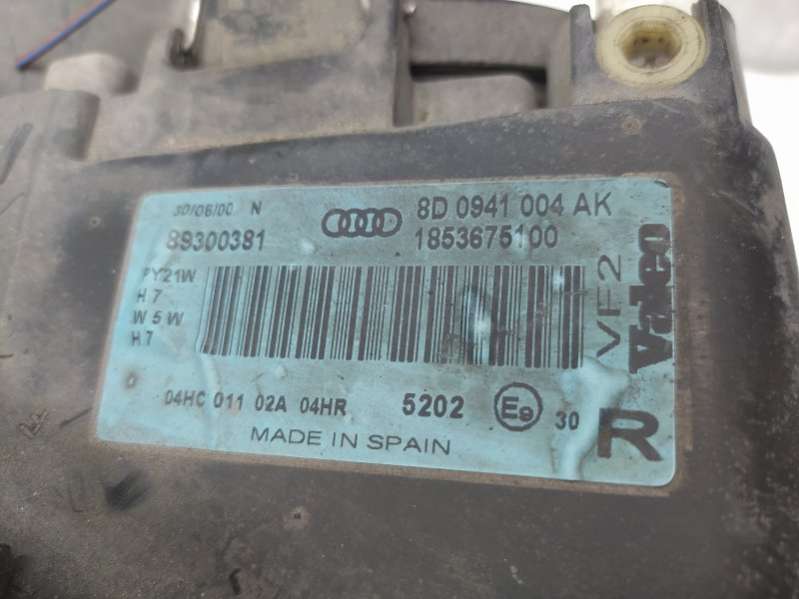 30/06/00 N
8D 0941 004 AK
89300381
1853675100
PY21W
H7
W5W
H7
VF2
Valeo
04HC 011 02A 04HR 5202 E9 30 R
MADE IN SPAIN